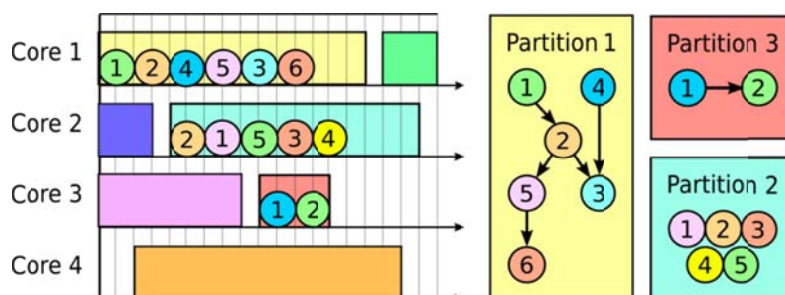 Core 1
1 2 4 5 3 6
Core 2
2 1 5 3 4
Core 3
1 2
Core 4
Partition 1
1 4
2
5 3
6
Partition 3
1 2
Partition 2
1 2 3
4 5